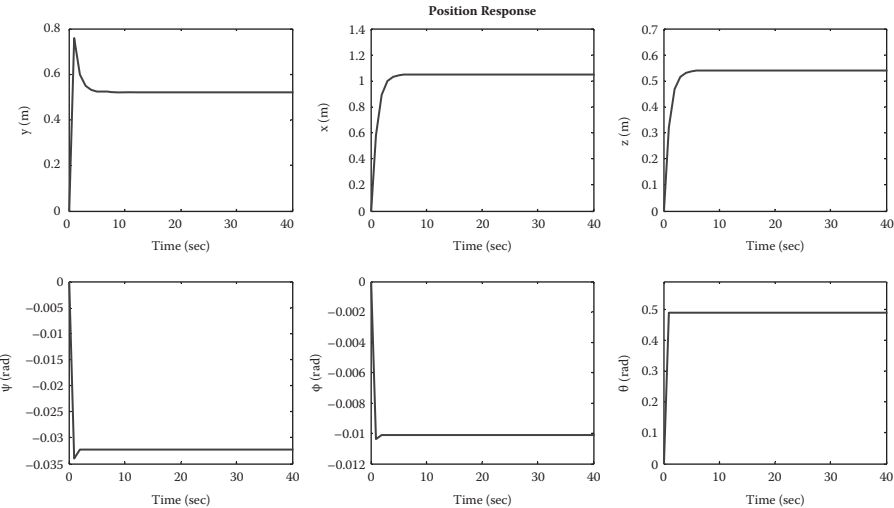 Position Response
0.8
0.6
0.4
0.2
0
y (m)
0 10 20 30 40
Time (sec)
1.4
1.2
1
0.8
0.6
0.4
0.2
0
x (m)
0 10 20 30 40
Time (sec)
0.7
0.6
0.5
0.4
0.3
0.2
0.1
0
z (m)
0 10 20 30 40
Time (sec)
0
−0.005
−0.01
−0.015
−0.02
−0.025
−0.03
−0.035
ψ (rad)
0 10 20 30 40
Time (sec)
0
−0.002
−0.004
−0.006
−0.008
−0.01
−0.012
ϕ (rad)
0 10 20 30 40
Time (sec)
0.5
0.4
0.3
0.2
0.1
0
θ (rad)
0 10 20 30 40
Time (sec)